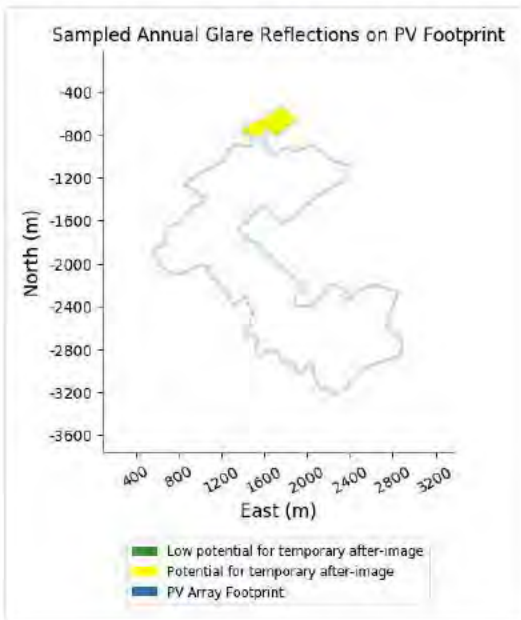 Sampled Annual Glare Reflections on PV Footprint
-400
-800
-1200
-1600
-2000
-2400
-2800
-3200
-3600
North (m)
400
800
1200
1600
2000
2400
2800
3200
East (m)
Low potential for temporary after-image
Potential for temporary after-image
PV Array Footprint